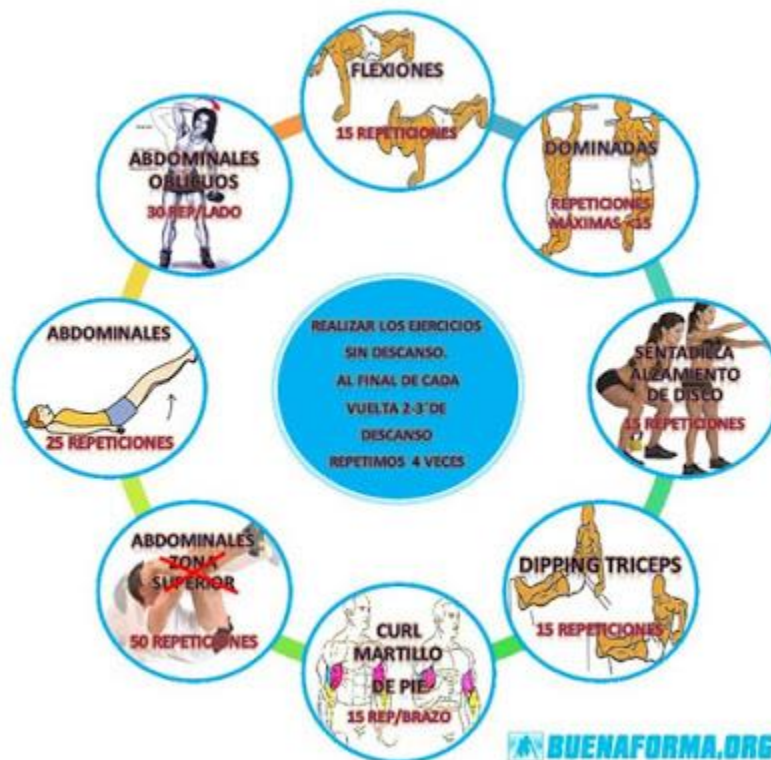 FLEXIONES
15 REPETICIONES
DOMINADAS
REPETICIONES
MÁXIMAS <15
SENTADILLA
ALZAMIENTO
DE DISCO
15 REPETICIONES
DIPPING TRICEPS
15 REPETICIONES
CURL
MARTILLO
DE PIE
15 REP/BRAZO
ABDOMINALES
ZONA
SUPERIOR
50 REPETICIONES
ABDOMINALES
25 REPETICIONES
ABDOMINALES
OBLIBUOS
30 REP/LADO
REALIZAR LOS EJERCICIOS
SIN DESCANSO.
AL FINAL DE CADA
VUELTA 2-3´DE
DESCANSO
REPETIMOS 4 VECES
BUENAFORMA.ORG